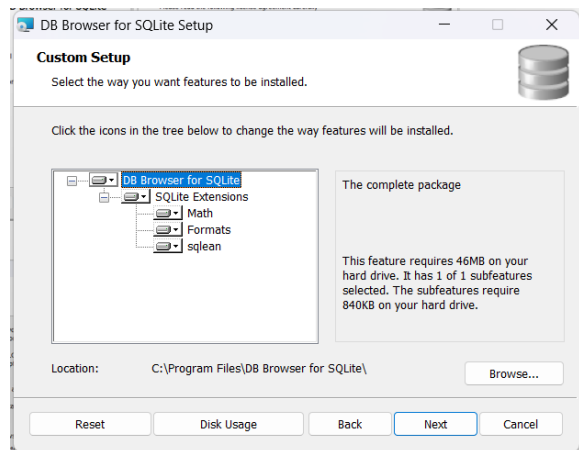 DB Browser for SQLite Setup
Custom Setup
Select the way you want features to be installed.
Click the icons in the tree below to change the way features will be installed.
DB Browser for SQLite
SQLite Extensions
Math
Formats
sqlean
The complete package
This feature requires 46MB on your
hard drive. It has 1 of 1 subfeatures
selected. The subfeatures require
840KB on your hard drive.
Location: C:\Program Files\DB Browser for SQLite\
Browse...
Reset Disk Usage Back Next Cancel